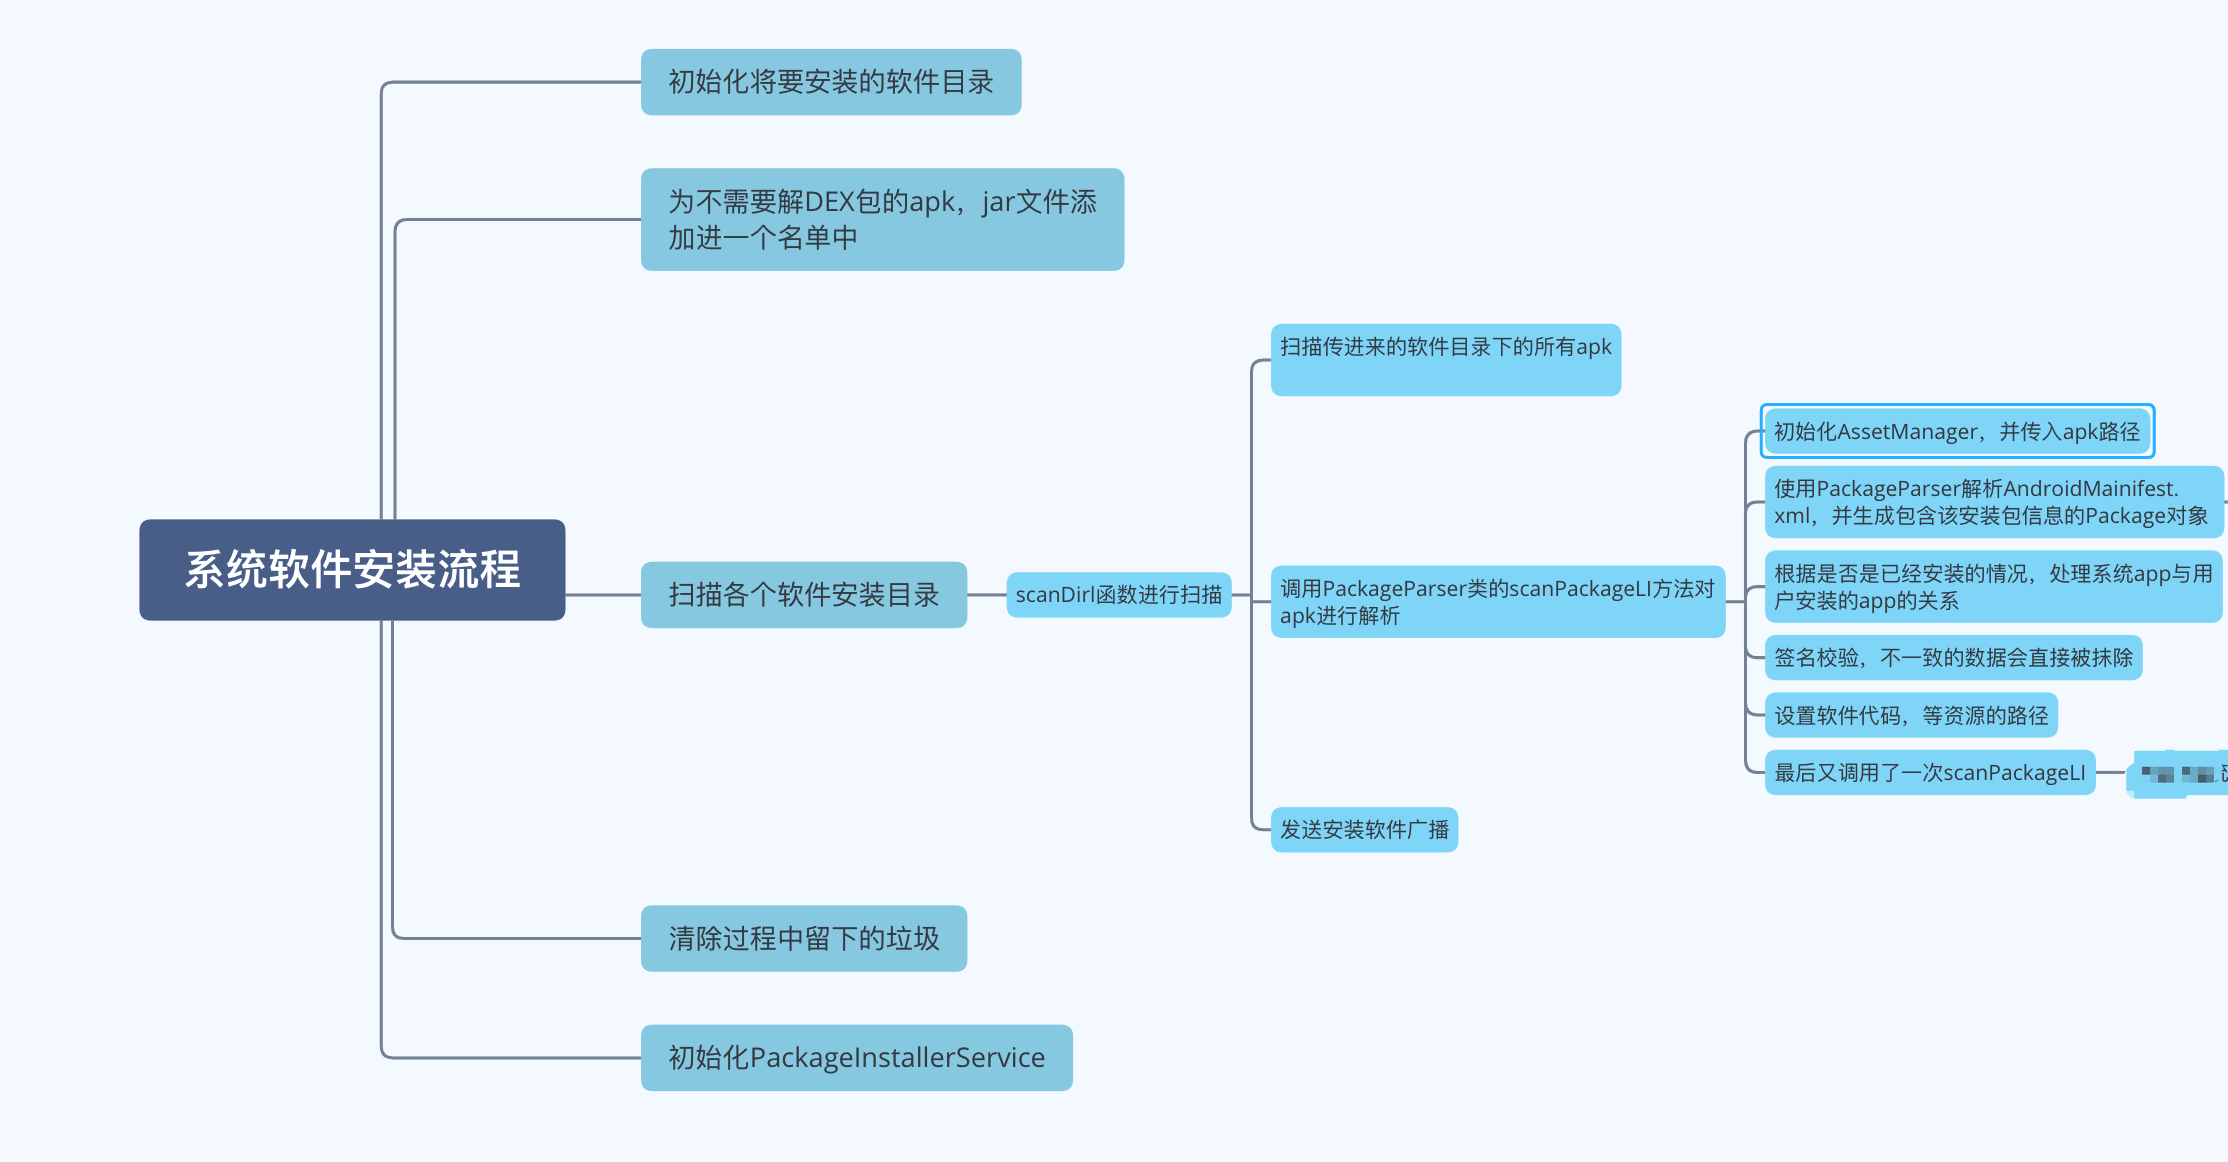 初始化将要安装的软件目录
为不需要解DEX包的apk，jar文件添
加进一个名单中
扫描传进来的软件目录下的所有apk
初始化AssetManager，并传入apk路径
使用PackageParser解析AndroidMainifest.
xml，并生成包含该安装包信息的Package对象
系统软件安装流程
扫描各个软件安装目录
scanDirl函数进行扫描
调用PackageParser类的scanPackageLI方法对
apk进行解析
根据是否是已经安装的情况，处理系统app与用
户安装的app的关系
签名校验，不一致的数据会直接被抹除
设置软件代码，等资源的路径
最后又调用了一次scanPackageLI
发送安装软件广播
清除过程中留下的垃圾
初始化PackageInstallerService